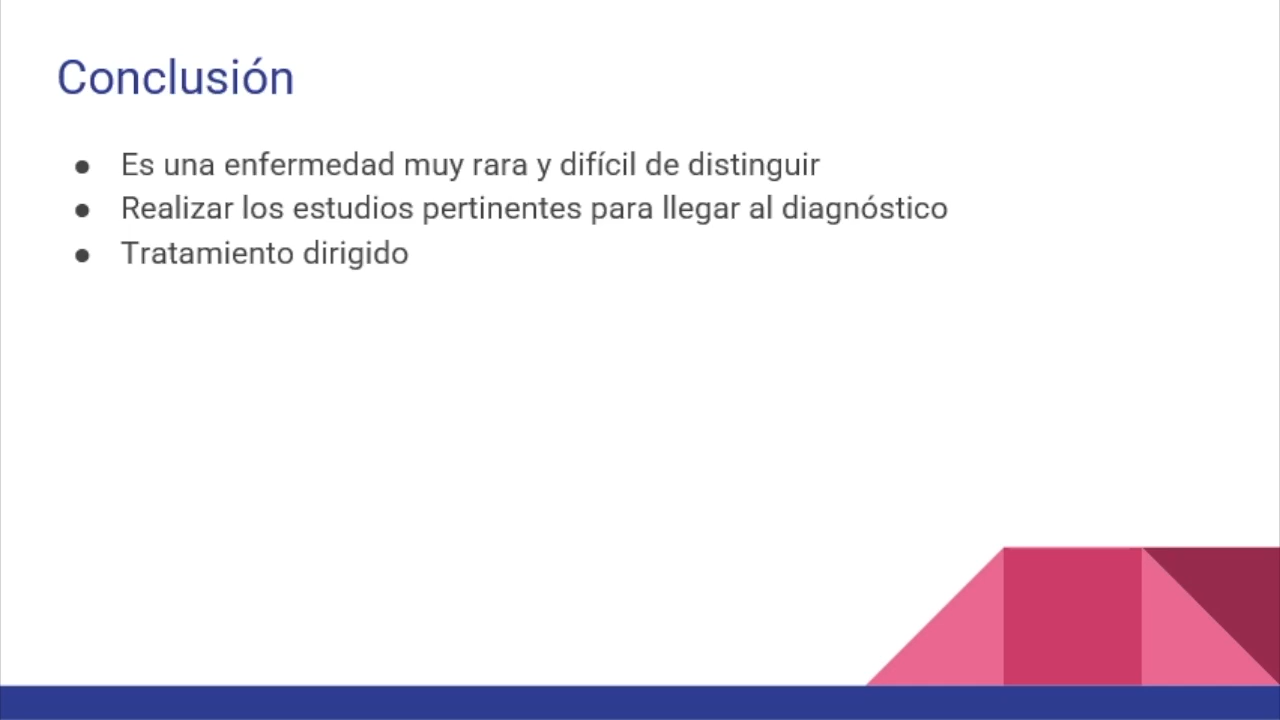 Conclusión
● Es una enfermedad muy rara y difícil de distinguir
● Realizar los estudios pertinentes para llegar al diagnóstico
● Tratamiento dirigido